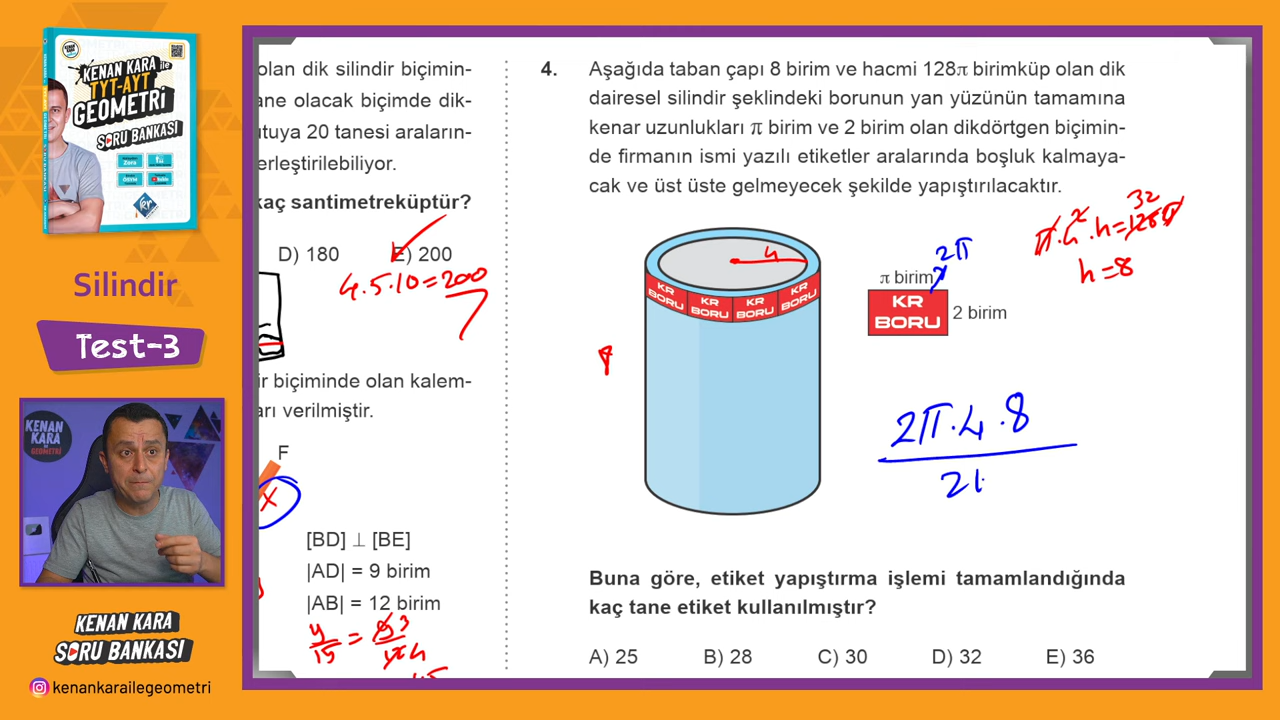 KENAN KARA ile
TYT-AYT
GEOMETRİ
SORU BANKASI
Silindir
Test-3
KENAN
KARA
GEOMETRİ
KENAN KARA
SORU BANKASI
kenankarailegeometri
olan dik silindir biçimin-
ane olacak biçimde dik-
utuya 20 tanesi araların-
erleştirilebiliyor.
kaç santimetreküptür?
D) 180 E) 200
4.5.10=200
ir biçiminde olan kalem-
arı verilmiştir.
F
x
[BD] ⊥ [BE]
|AD| = 9 birim
|AB| = 12 birim
4. Aşağıda taban çapı 8 birim ve hacmi 128π birimküp olan dik
dairesel silindir şeklindeki borunun yan yüzünün tamamına
kenar uzunlukları π birim ve 2 birim olan dikdörtgen biçimin-
de firmanın ismi yazılı etiketler aralarında boşluk kalmaya-
cak ve üst üste gelmeyecek şekilde yapıştırılacaktır.
32
π.4².h=128π
h=8
4
2π
π birim
KR
BORU
2 birim
KR
BORU
KR
BORU
KR
BORU
KR
BORU
8
2π.4.8
Buna göre, etiket yapıştırma işlemi tamamlandığında
kaç tane etiket kullanılmıştır?
A) 25 B) 28 C) 30 D) 32 E) 36